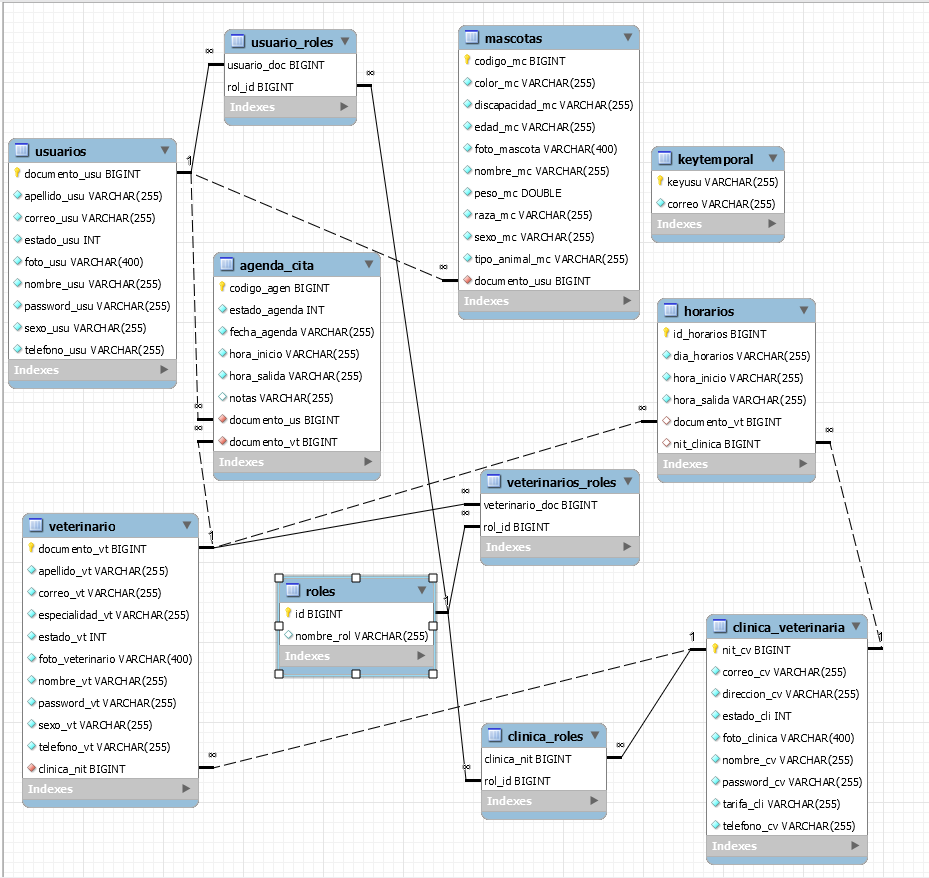 usuario_roles
usuario_doc BIGINT
rol_id BIGINT
Indexes
mascotas
codigo_mc BIGINT
color_mc VARCHAR(255)
discapacidad_mc VARCHAR(255)
edad_mc VARCHAR(255)
foto_mascota VARCHAR(400)
nombre_mc VARCHAR(255)
peso_mc DOUBLE
raza_mc VARCHAR(255)
sexo_mc VARCHAR(255)
tipo_animal_mc VARCHAR(255)
documento_usu BIGINT
Indexes
usuarios
documento_usu BIGINT
apellido_usu VARCHAR(255)
correo_usu VARCHAR(255)
estado_usu INT
foto_usu VARCHAR(400)
nombre_usu VARCHAR(255)
password_usu VARCHAR(255)
sexo_usu VARCHAR(255)
telefono_usu VARCHAR(255)
Indexes
keytemporal
keyusu VARCHAR(255)
correo VARCHAR(255)
Indexes
agenda_cita
codigo_agen BIGINT
estado_agenda INT
fecha_agenda VARCHAR(255)
hora_inicio VARCHAR(255)
hora_salida VARCHAR(255)
notas VARCHAR(255)
documento_us BIGINT
documento_vt BIGINT
Indexes
horarios
id_horarios BIGINT
dia_horarios VARCHAR(255)
hora_inicio VARCHAR(255)
hora_salida VARCHAR(255)
documento_vt BIGINT
nit_clinica BIGINT
Indexes
veterinarios_roles
veterinario_doc BIGINT
rol_id BIGINT
Indexes
veterinario
documento_vt BIGINT
apellido_vt VARCHAR(255)
correo_vt VARCHAR(255)
especialidad_vt VARCHAR(255)
estado_vt INT
foto_veterinario VARCHAR(400)
nombre_vt VARCHAR(255)
password_vt VARCHAR(255)
sexo_vt VARCHAR(255)
telefono_vt VARCHAR(255)
clinica_nit BIGINT
Indexes
roles
id BIGINT
nombre_rol VARCHAR(255)
Indexes
clinica_veterinaria
nit_cv BIGINT
correo_cv VARCHAR(255)
direccion_cv VARCHAR(255)
estado_cli INT
foto_clinica VARCHAR(400)
nombre_cv VARCHAR(255)
password_cv VARCHAR(255)
tarifa_cli VARCHAR(255)
telefono_cv VARCHAR(255)
Indexes
clinica_roles
clinica_nit BIGINT
rol_id BIGINT
Indexes
∞
∞
1
∞
∞
∞
∞
∞
∞
∞
1
1
1
1
∞
∞
∞